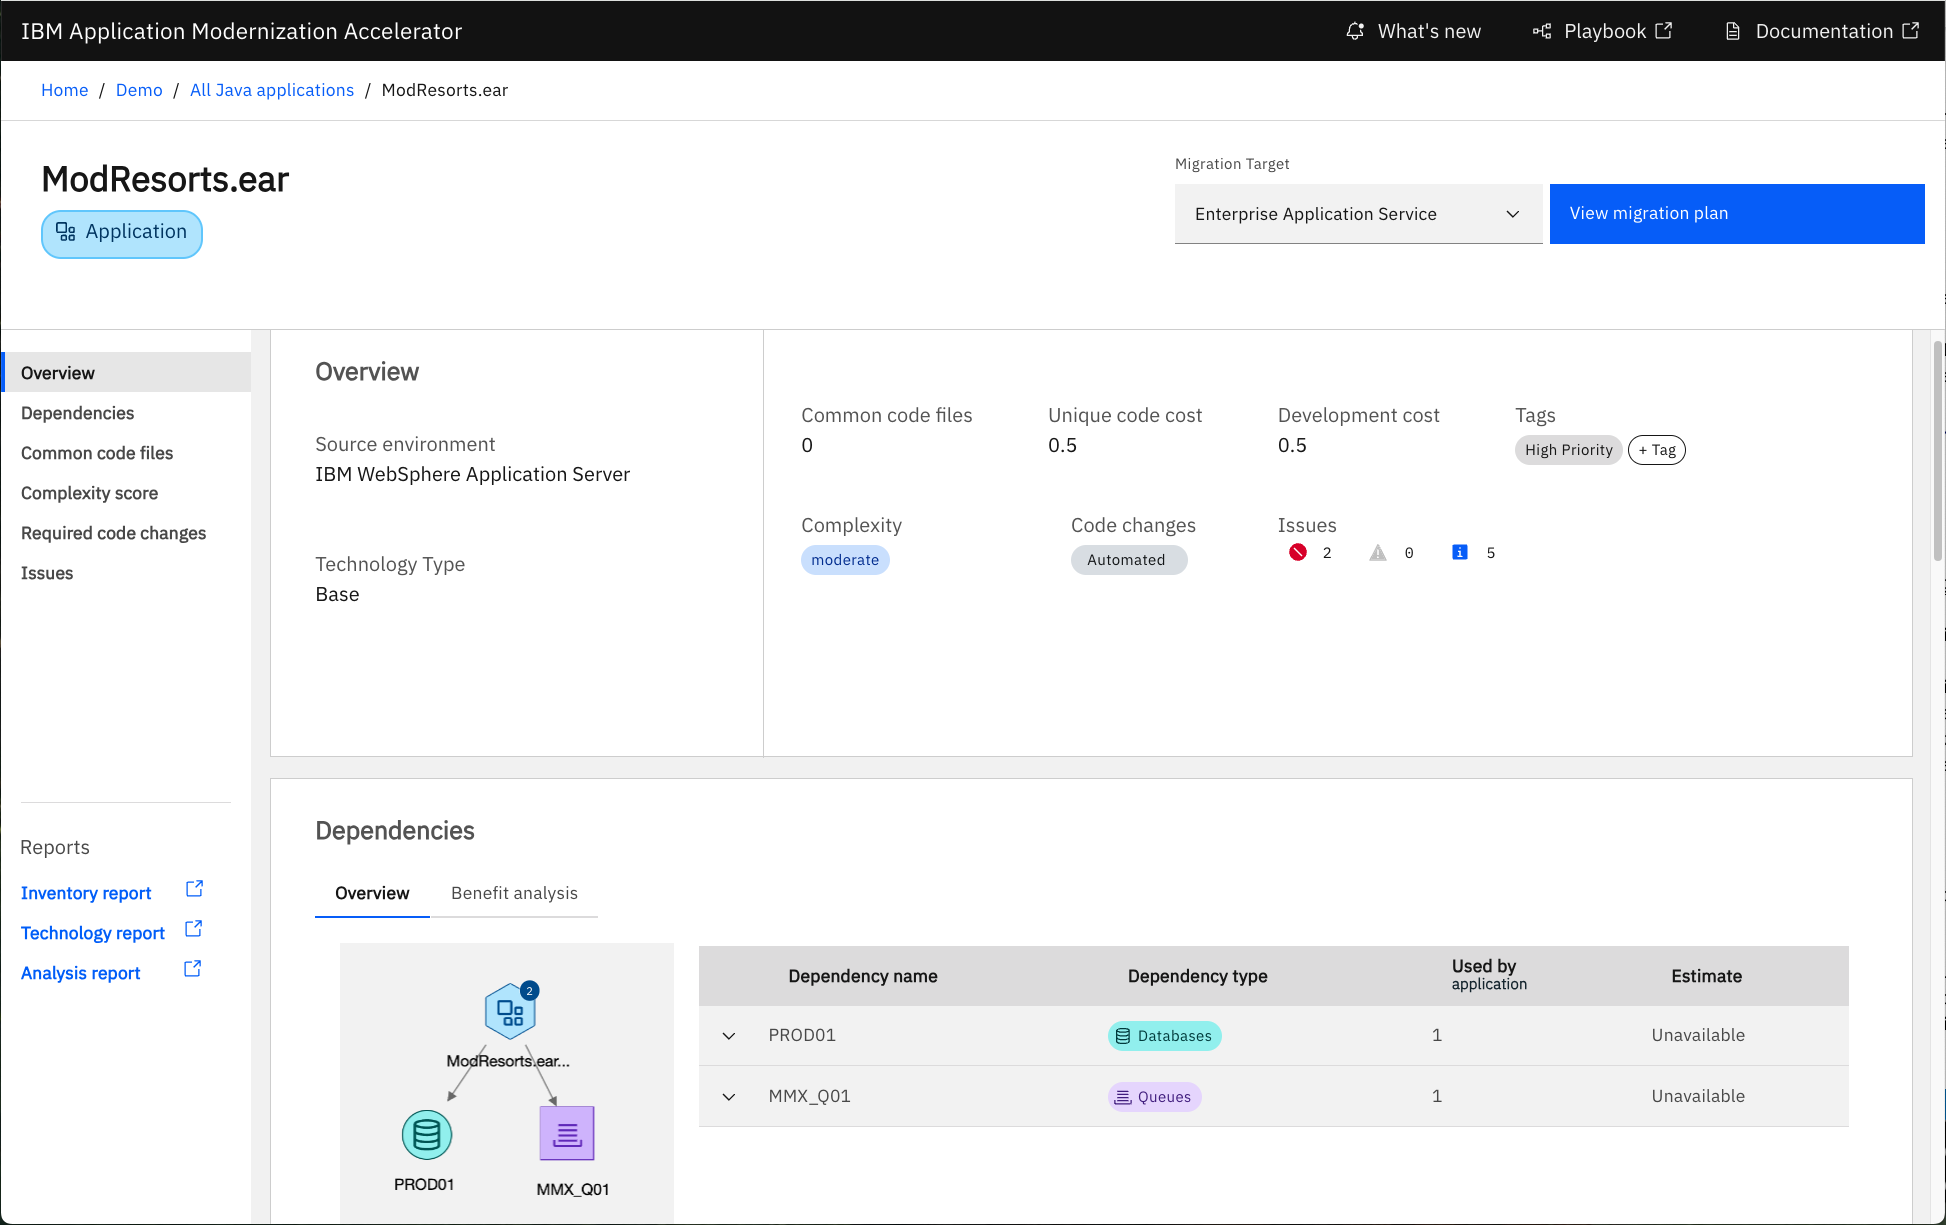 IBM Application Modernization Accelerator
What's new
Playbook
Documentation
Home / Demo / All Java applications / ModResorts.ear
ModResorts.ear
Application
Migration Target
Enterprise Application Service
View migration plan
Overview
Dependencies
Common code files
Complexity score
Required code changes
Issues
Reports
Inventory report
Technology report
Analysis report
Overview
Source environment
IBM WebSphere Application Server
Technology Type
Base
Common code files
0
Unique code cost
0.5
Development cost
0.5
Tags
High Priority
+ Tag
Complexity
moderate
Code changes
Automated
Issues
2 0 5
Dependencies
Overview Benefit analysis
2
ModResorts.ear...
PROD01
MMX_Q01
Dependency name Dependency type Used by application Estimate
PROD01 Databases 1 Unavailable
MMX_Q01 Queues 1 Unavailable